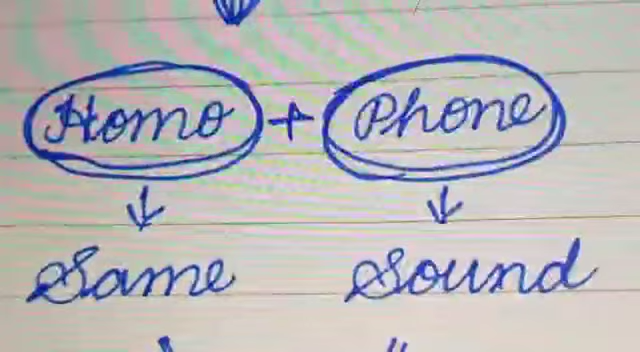 Homo + Phone
↓ ↓
Same Sound